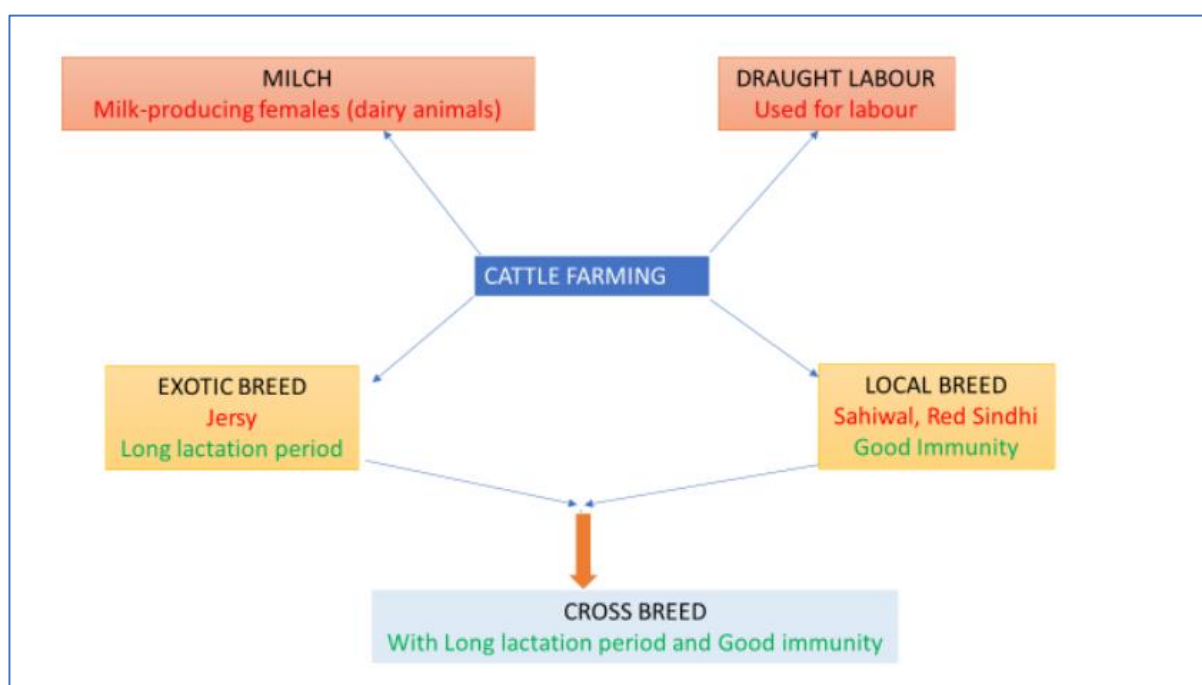 MILCH
Milk-producing females (dairy animals)
DRAUGHT LABOUR
Used for labour
CATTLE FARMING
EXOTIC BREED
Jersy
Long lactation period
LOCAL BREED
Sahiwal, Red Sindhi
Good Immunity
CROSS BREED
With Long lactation period and Good immunity